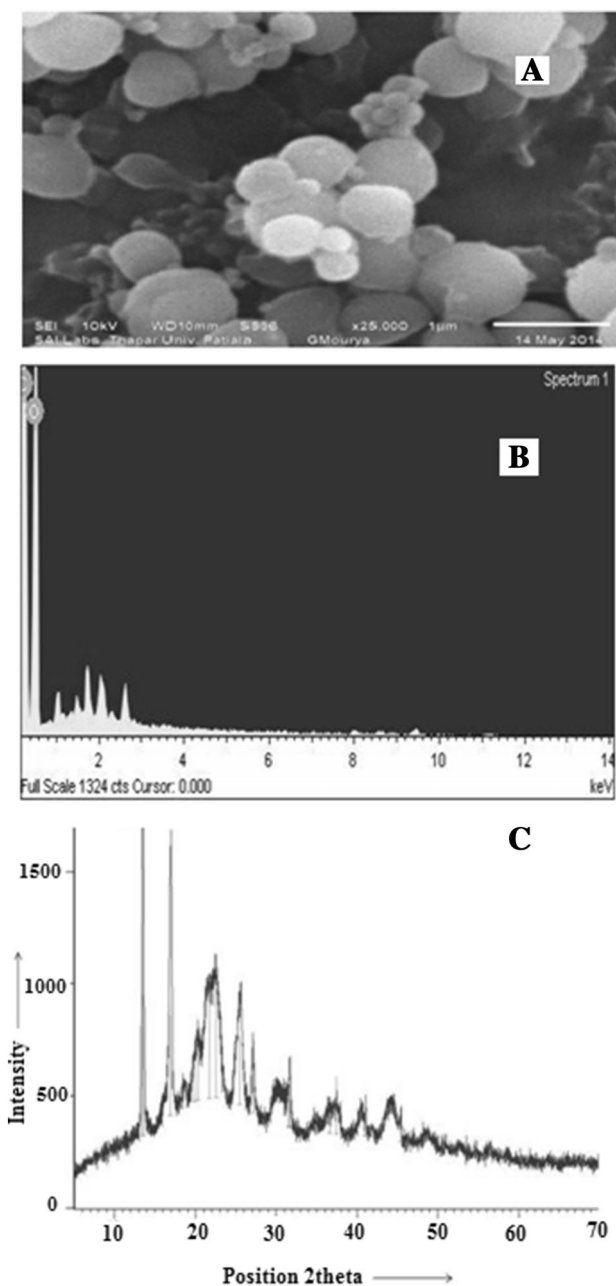 A
SEI 10kV WD10mm SS36 x25,000 1µm
SAI Labs, Thapar Univ. Patiala. GMourya 14 May 2014
Spectrum 1
B
O
2 4 6 8 10 12 14
Full Scale 1324 cts Cursor: 0.000 keV
C
1500
1000
500
0
Intensity
10 20 30 40 50 60 70
Position 2theta